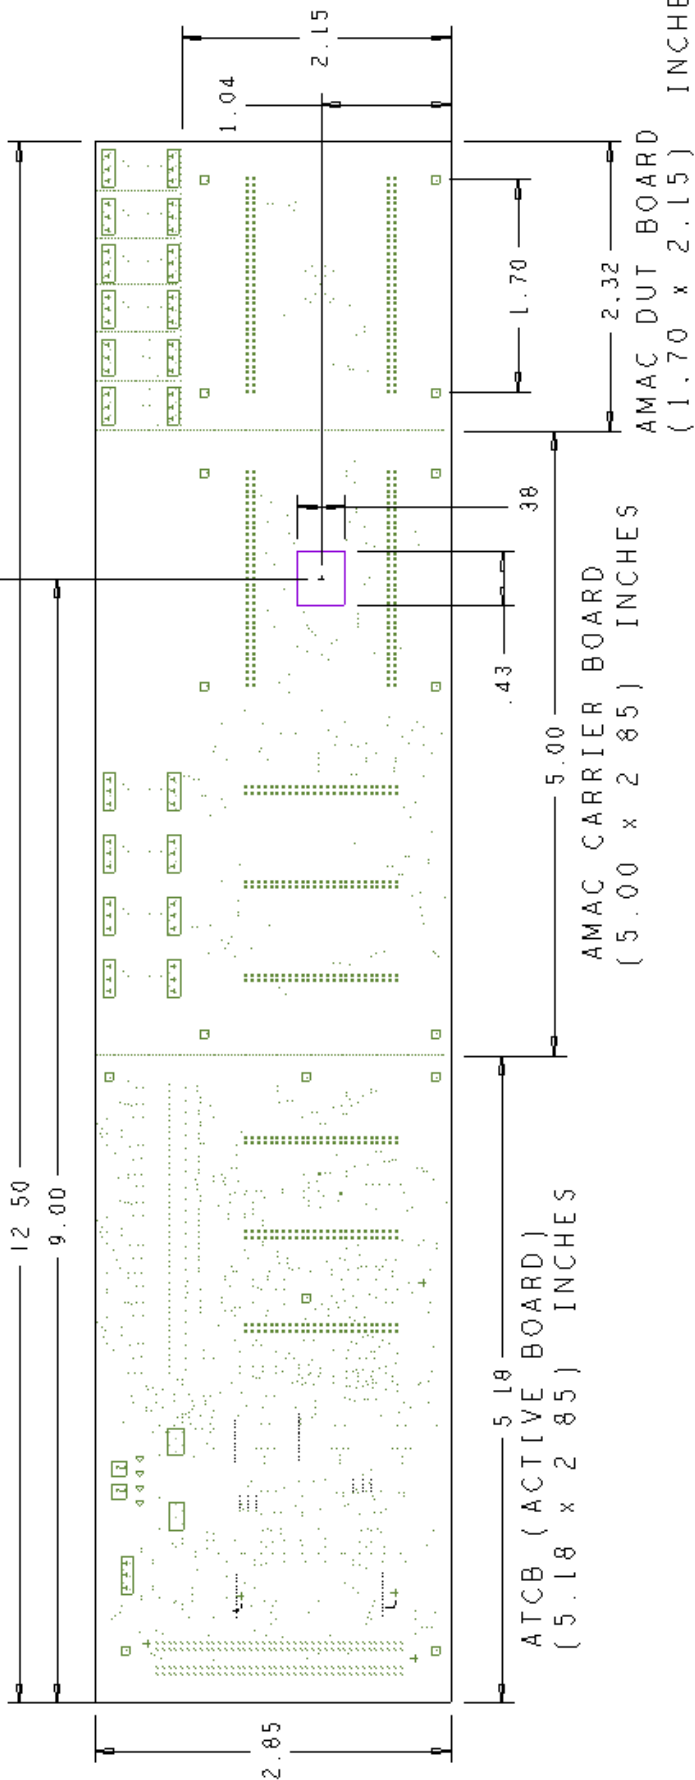 12 50
9.00
2.85
2.15
1.04
1.70
2.32
38
.43
5.00
5 18
ATCB (ACTIVE BOARD)
(5.18 x 2 85) INCHES
AMAC CARRIER BOARD
(5.00 x 2 85) INCHES
AMAC DUT BOARD
(1.70 x 2.15)